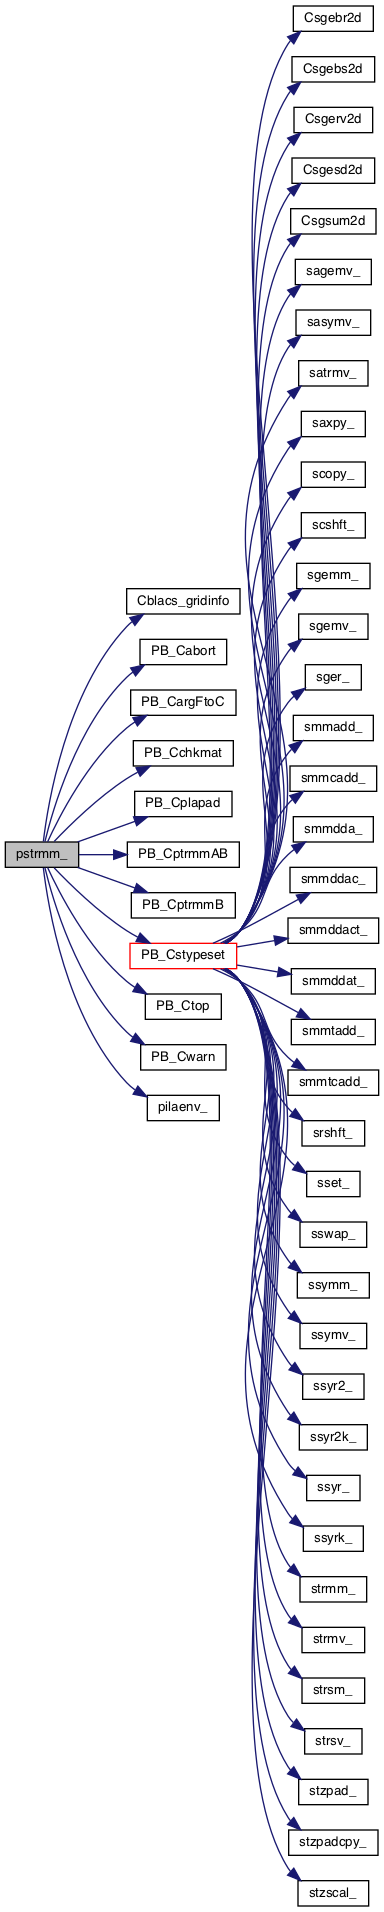 pstrmm_
Cblacs_gridinfo
PB_Cabort
PB_CargFtoC
PB_Cchkmat
PB_Cplapad
PB_CptrmmAB
PB_CptrmmB
PB_Cstypeset
PB_Ctop
PB_Cwarn
pilaenv_
Csgebr2d
Csgebs2d
Csgerv2d
Csgesd2d
Csgsum2d
sagemv_
sasymv_
satrmv_
saxpy_
scopy_
scshft_
sgemm_
sgemv_
sger_
smmadd_
smmcadd_
smmdda_
smmddac_
smmddact_
smmddat_
smmtadd_
smmtcadd_
srshft_
sset_
sswap_
ssymm_
ssymv_
ssyr2_
ssyr2k_
ssyr_
ssyrk_
strmm_
strmv_
strsm_
strsv_
stzpad_
stzpadcpy_
stzscal_